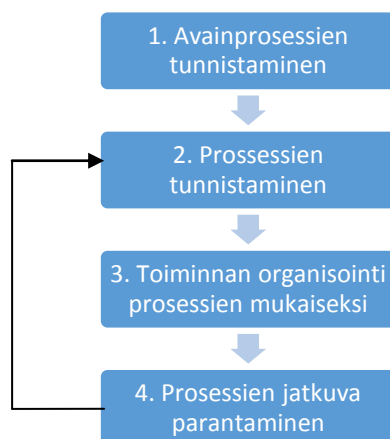 1. Avainprosessien
tunnistaminen
2. Prossessien
tunnistaminen
3. Toiminnan organisointi
prosessien mukaiseksi
4. Prosessien jatkuva
parantaminen